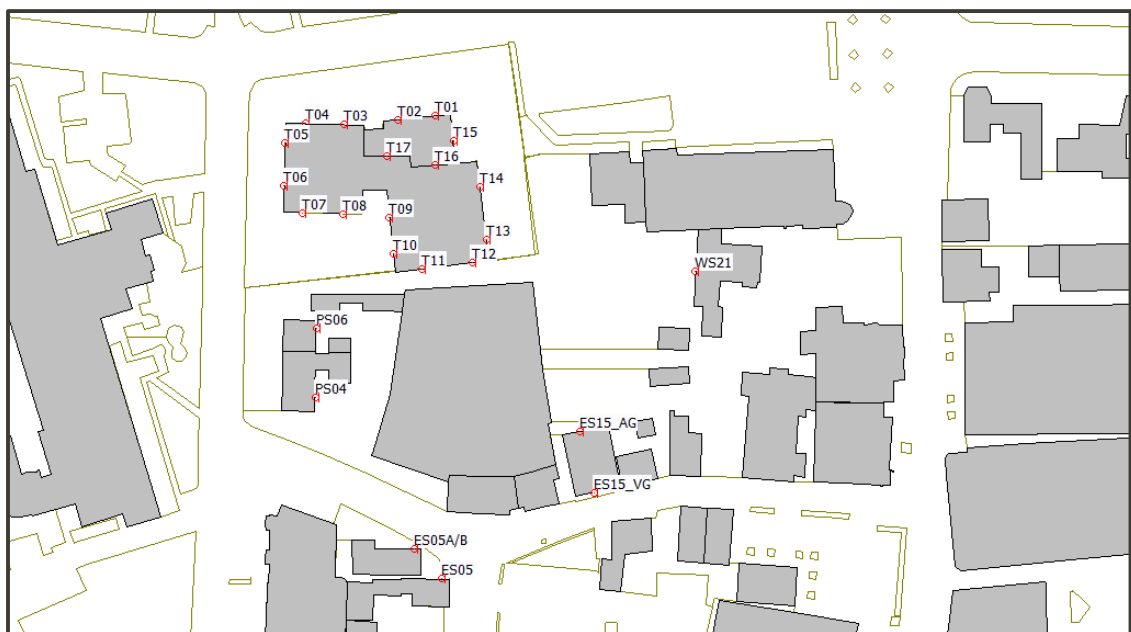 T01
T02
T04
T03
T05
T15
T17
T16
T06
T14
T07
T08
T09
T13
T10
T12
T11
WS21
PS06
PS04
ES15_AG
ES15_VG
ES05A/B
ES05